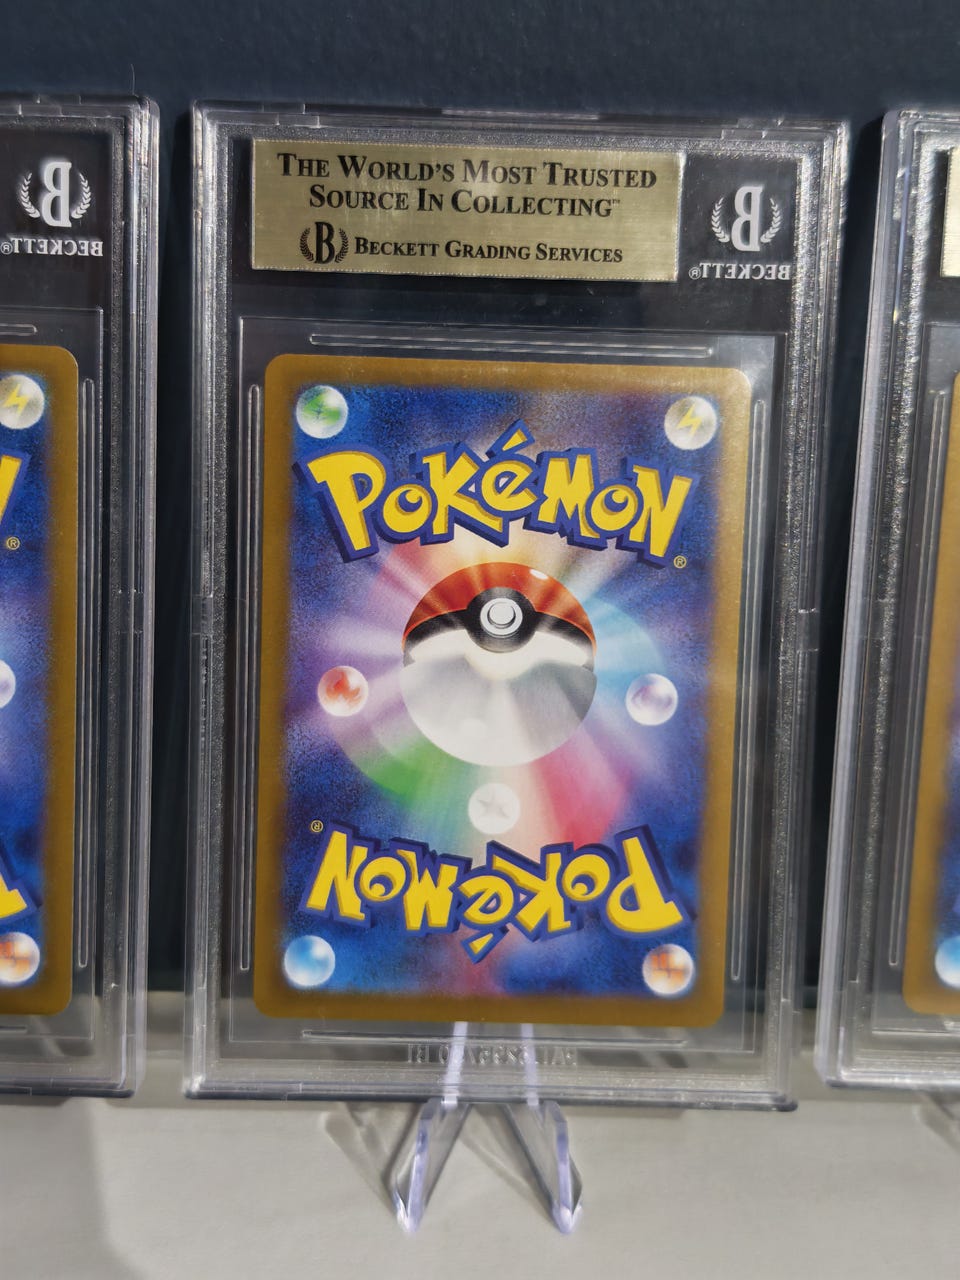 THE WORLD'S MOST TRUSTED
SOURCE IN COLLECTING™
B BECKETT GRADING SERVICES
B
BECKETT®
B
BECKETT®
POKÉMON®
POKÉMON®
®